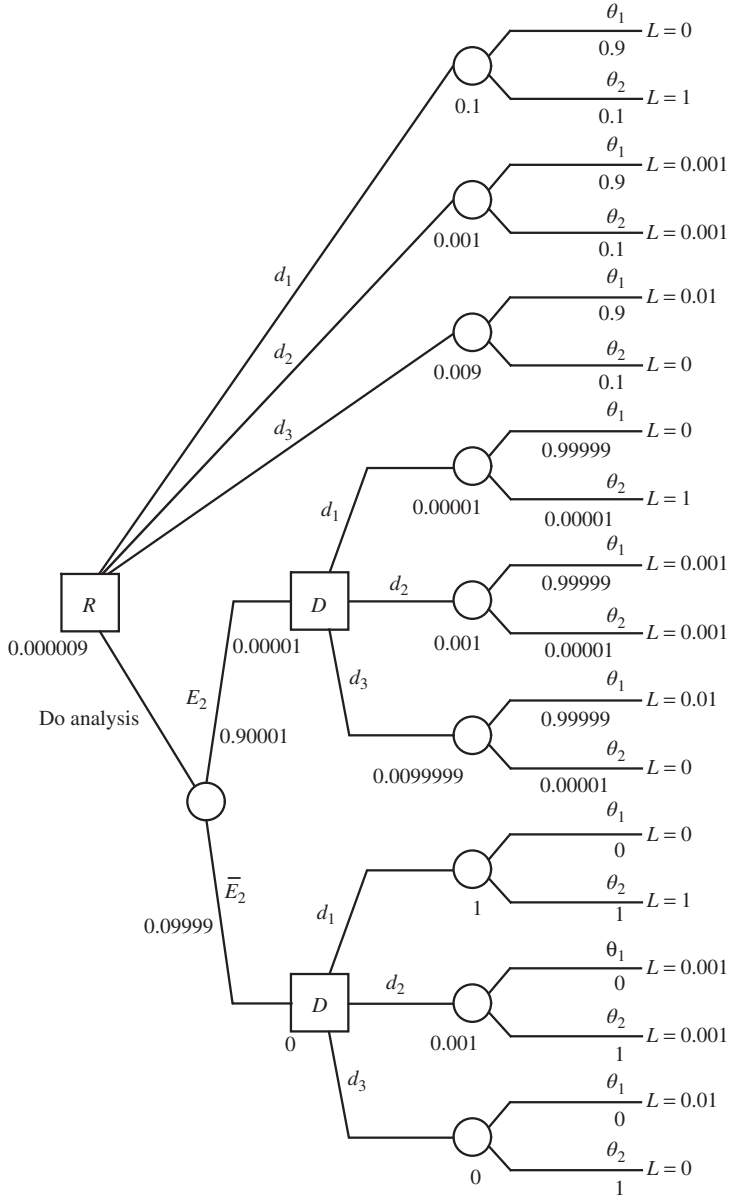 θ₁
L = 0
0.9
θ₂
L = 1
0.1
0.1
θ₁
L = 0.001
0.9
θ₂
L = 0.001
0.001
0.1
d₁
θ₁
L = 0.01
0.9
d₂
θ₂
L = 0
0.009
0.1
d₃
θ₁
L = 0
0.99999
d₁
θ₂
L = 1
0.00001
0.00001
θ₁
L = 0.001
0.99999
R
D
d₂
θ₂
L = 0.001
0.000009
0.00001
0.001
0.00001
d₃
θ₁
L = 0.01
E₂
0.99999
Do analysis
0.90001
θ₂
L = 0
0.0099999
0.00001
θ₁
L = 0
0
E̅₂
d₁
θ₂
L = 1
1
1
0.09999
θ₁
L = 0.001
0
D
d₂
θ₂
L = 0.001
0
0.001
1
d₃
θ₁
L = 0.01
0
θ₂
L = 0
0
1